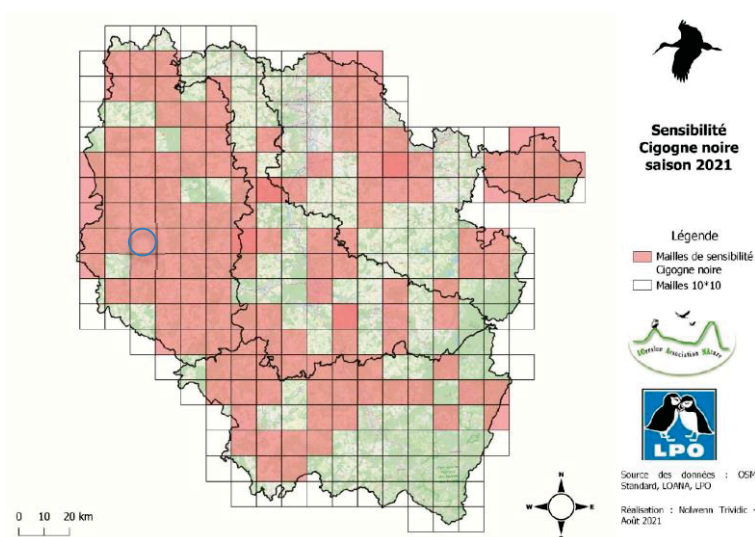 Sensibilité
Cigogne noire
saison 2021
Légende
Mailles de sensibilité
Cigogne noire
Mailles 10*10
LPO
Source des données : OSM
Standard, LOANA, LPO
Réalisation : Nolwenn Trividic -
Août 2021
N
W
E
S
0 10 20 km